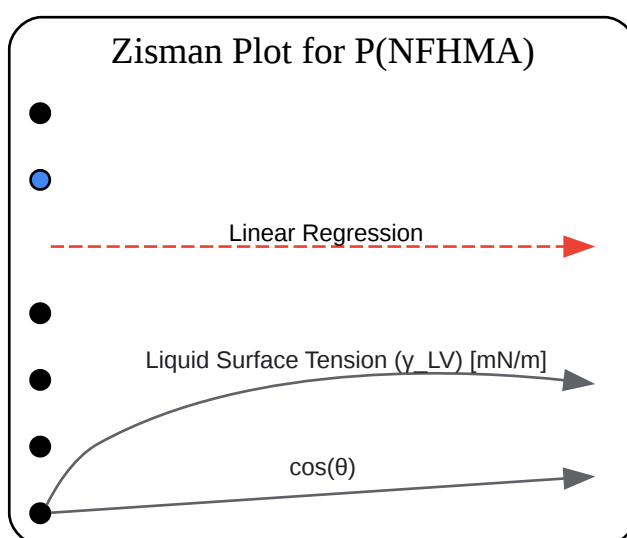 Zisman Plot for P(NFHMA)
Linear Regression
Liquid Surface Tension (γ_LV) [mN/m]
cos(θ)